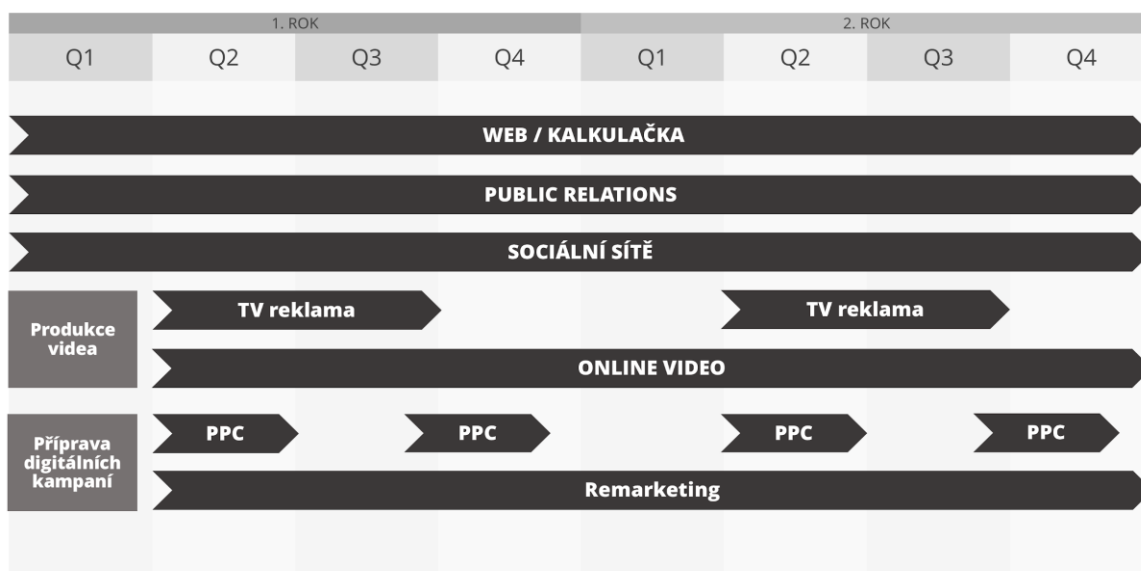 1. ROK 2. ROK
Q1 Q2 Q3 Q4 Q1 Q2 Q3 Q4
WEB / KALKULAČKA
PUBLIC RELATIONS
SOCIÁLNÍ SÍTĚ
Produkce
videa
TV reklama TV reklama
ONLINE VIDEO
Příprava
digitálních
kampaní
PPC PPC PPC PPC
Remarketing